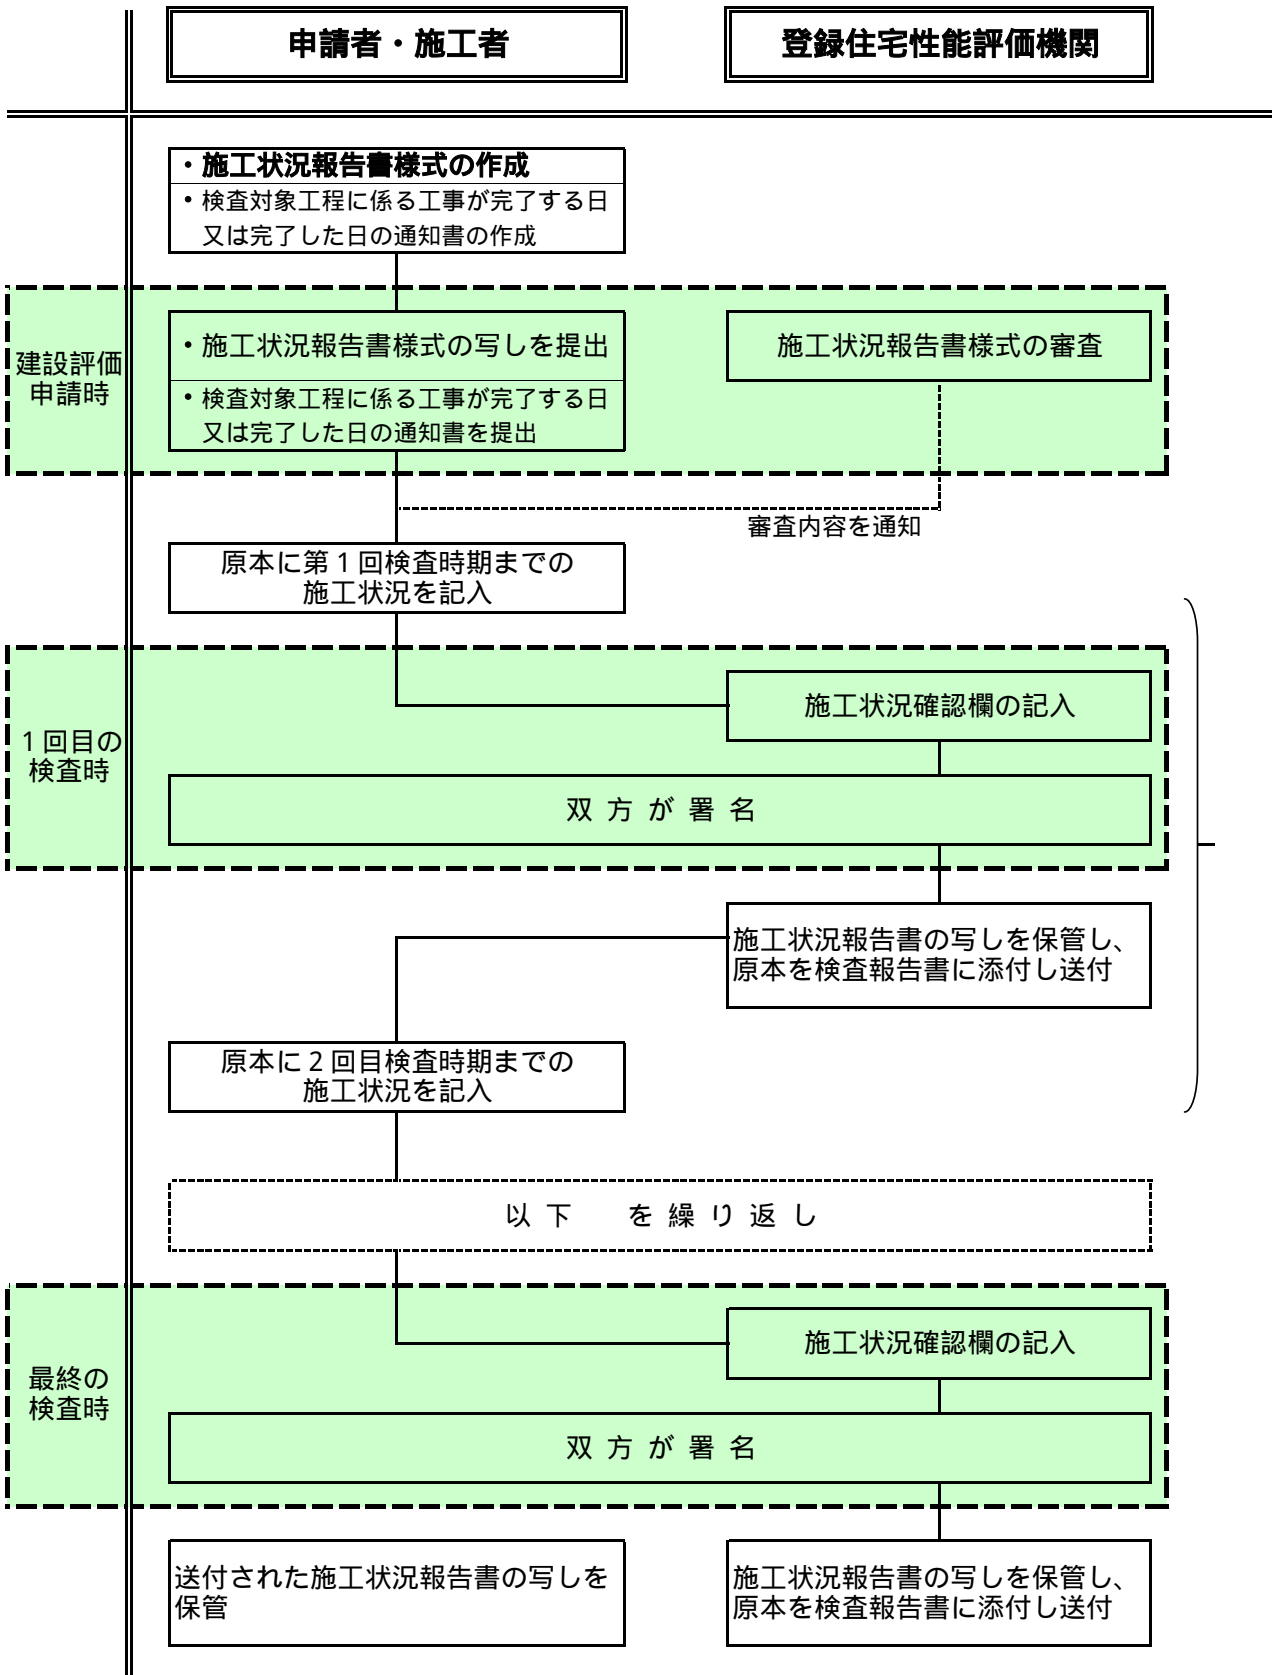 申請者・施工者
登録住宅性能評価機関
・施工状況報告書様式の作成
・検査対象工程に係る工事が完了する日
又は完了した日の通知書の作成
建設評価
申請時
・施工状況報告書様式の写しを提出
・検査対象工程に係る工事が完了する日
又は完了した日の通知書を提出
施工状況報告書様式の審査
審査内容を通知
原本に第1回検査時期までの
施工状況を記入
1回目の
検査時
施工状況確認欄の記入
双方が署名
施工状況報告書の写しを保管し、
原本を検査報告書に添付し送付
原本に2回目検査時期までの
施工状況を記入
以下　を繰り返し
最終の
検査時
施工状況確認欄の記入
双方が署名
送付された施工状況報告書の写しを
保管
施工状況報告書の写しを保管し、
原本を検査報告書に添付し送付